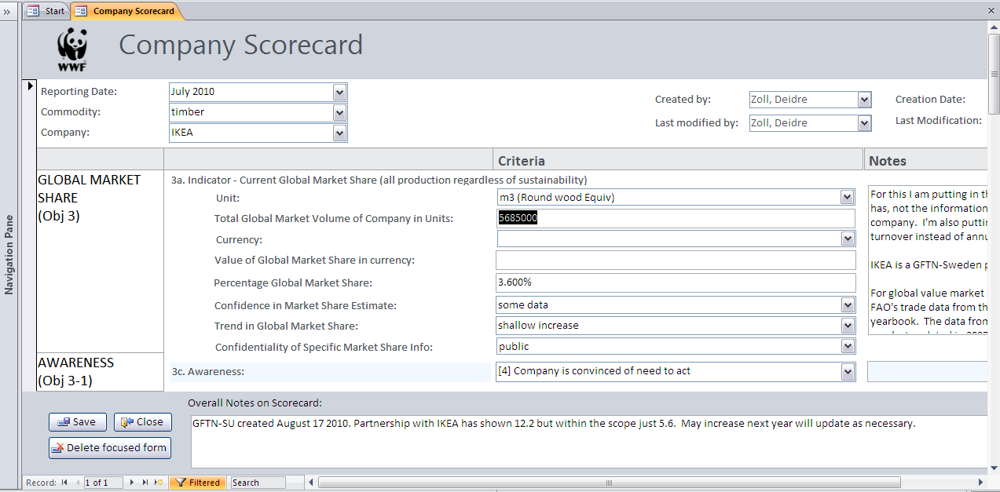 »
Start
Company Scorecard
WWF
Company Scorecard
Reporting Date:
July 2010
Commodity:
timber
Company:
IKEA
Created by:
Zoll, Deidre
Creation Date:
Last modified by:
Zoll, Deidre
Last Modification:
Criteria
Notes
GLOBAL MARKET
SHARE
(Obj 3)
3a. Indicator - Current Global Market Share (all production regardless of sustainability)
Unit:
m3 (Round wood Equiv)
Total Global Market Volume of Company in Units:
5685000
Currency:
Value of Global Market Share in currency:
Percentage Global Market Share:
3.600%
Confidence in Market Share Estimate:
some data
Trend in Global Market Share:
shallow increase
Confidentiality of Specific Market Share Info:
public
For this I am putting in
has, not the information
company. I'm also
turnover instead of
IKEA is a GFTN-Sweden
For global value market
FAO's trade data from
yearbook. The data from
AWARENESS
(Obj 3-1)
3c. Awareness:
[4] Company is convinced of need to act
Navigation Pane
Overall Notes on Scorecard:
GFTN-SU created August 17 2010. Partnership with IKEA has shown 12.2 but within the scope just 5.6. May increase next year will update as necessary.
Save
Close
Delete focused form
Record:
1 of 1
Filtered
Search